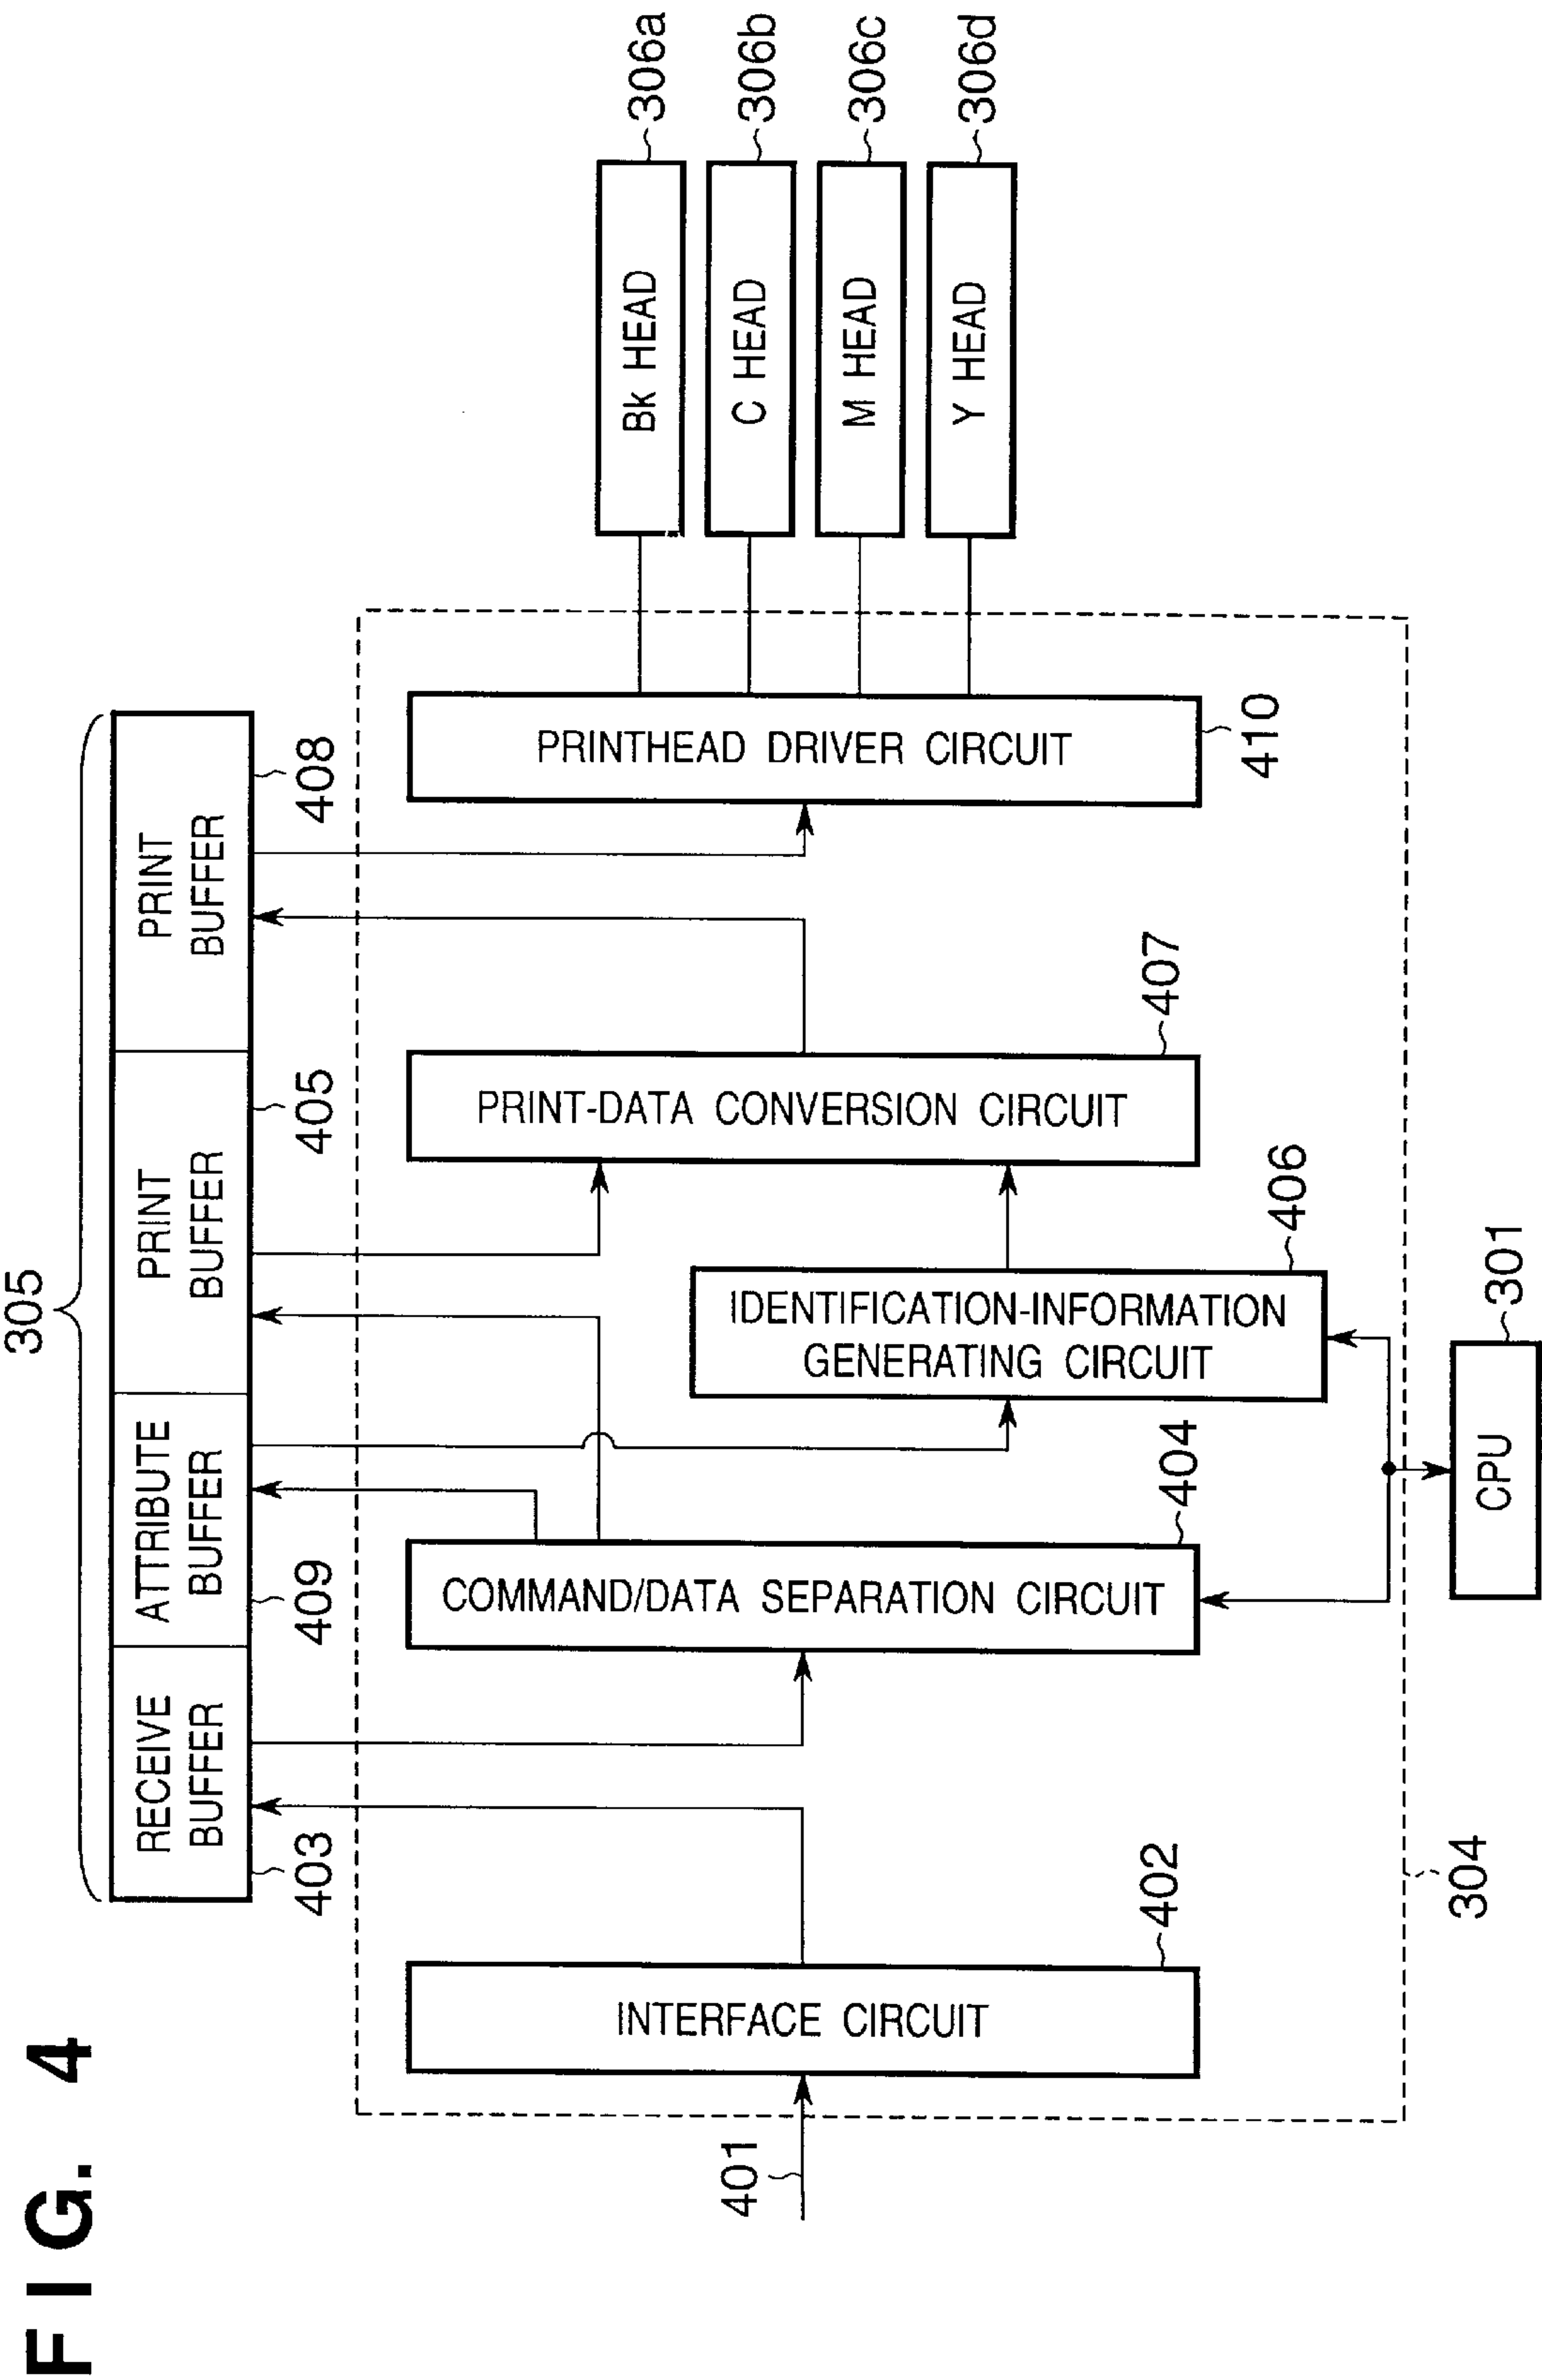 FIG. 4
305
RECEIVE
BUFFER
ATTRIBUTE
BUFFER
PRINT
BUFFER
PRINT
BUFFER
403
409
405
408
401
INTERFACE CIRCUIT
402
COMMAND/DATA SEPARATION CIRCUIT
404
IDENTIFICATION-INFORMATION
GENERATING CIRCUIT
406
PRINT-DATA CONVERSION CIRCUIT
407
PRINTHEAD DRIVER CIRCUIT
410
Bk HEAD
306a
C HEAD
306b
M HEAD
306c
Y HEAD
306d
304
CPU
301